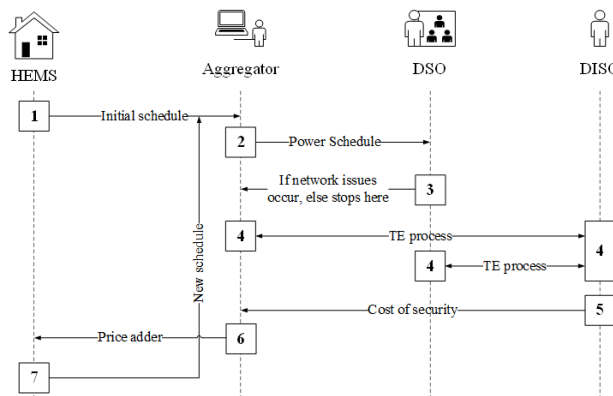 HEMS
Aggregator
DSO
DISO
1
Initial schedule
2
Power Schedule
If network issues
occur, else stops here
3
4
TE process
4
4
TE process
New schedule
Cost of security
5
Price adder
6
7